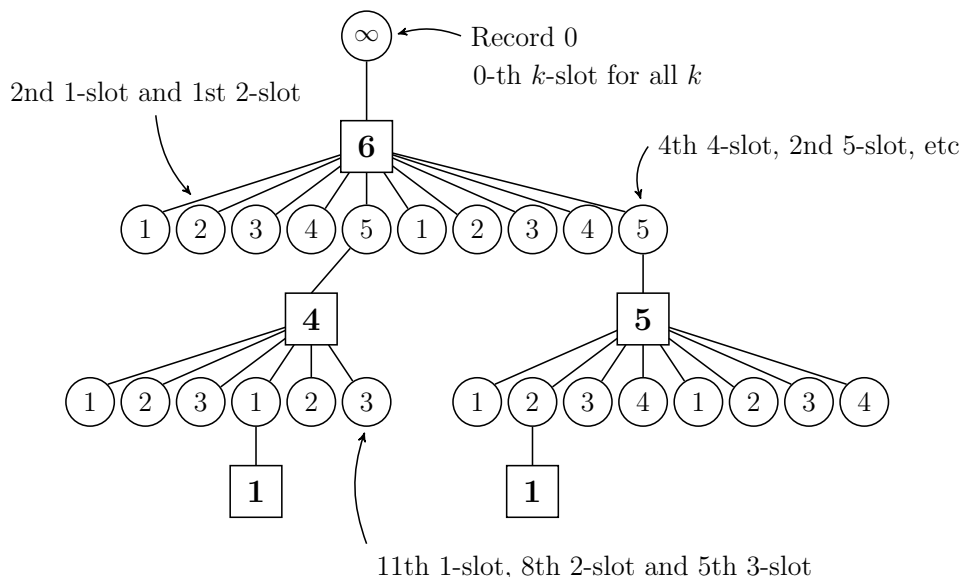 ∞
Record 0
0-th k-slot for all k
2nd 1-slot and 1st 2-slot
6
4th 4-slot, 2nd 5-slot, etc
1 2 3 4 5 1 2 3 4 5
4 5
1 2 3 1 2 3 1 2 3 4 1 2 3 4
1 1
11th 1-slot, 8th 2-slot and 5th 3-slot